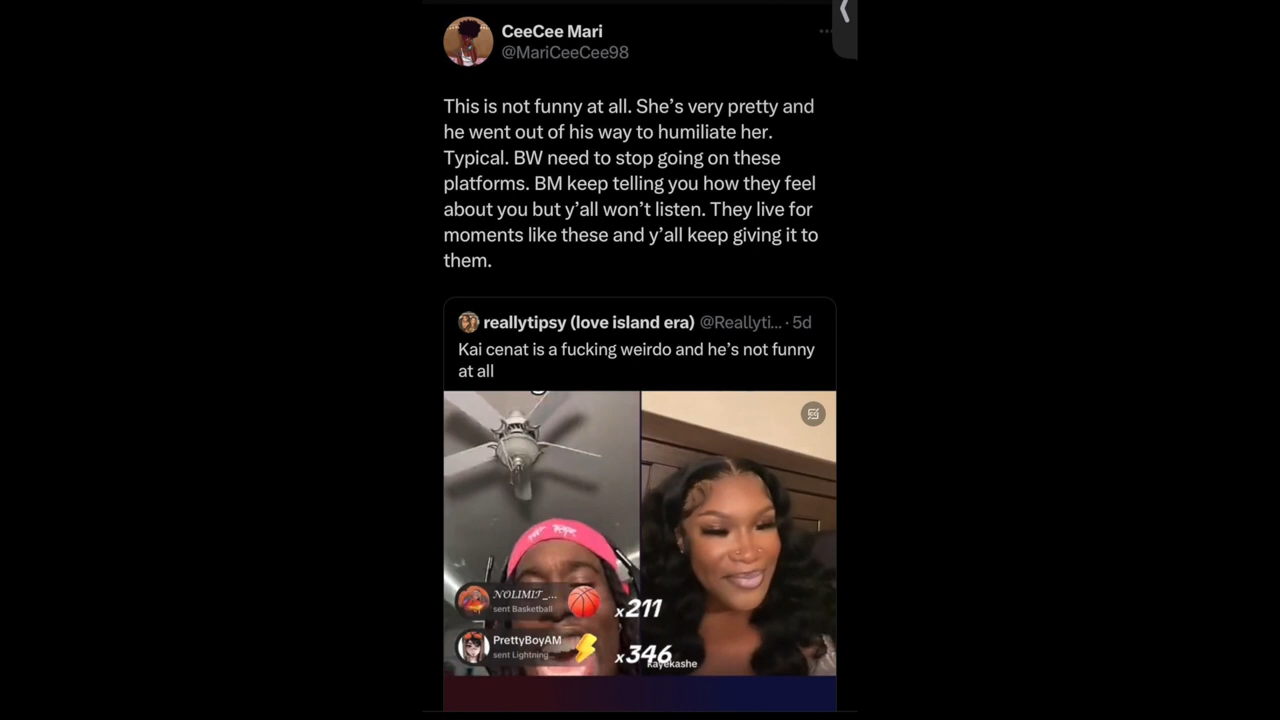 CeeCee Mari
@MariCeeCee98
This is not funny at all. She's very pretty and
he went out of his way to humiliate her.
Typical. BW need to stop going on these
platforms. BM keep telling you how they feel
about you but y'all won't listen. They live for
moments like these and y'all keep giving it to
them.
reallytipsy (love island era) @Reallyti... · 5d
Kai cenat is a fucking weirdo and he's not funny
at all
NOLIMIT_...
sent Basketball
x211
PrettyBoyAM
sent Lightning...
x346
kayekashe